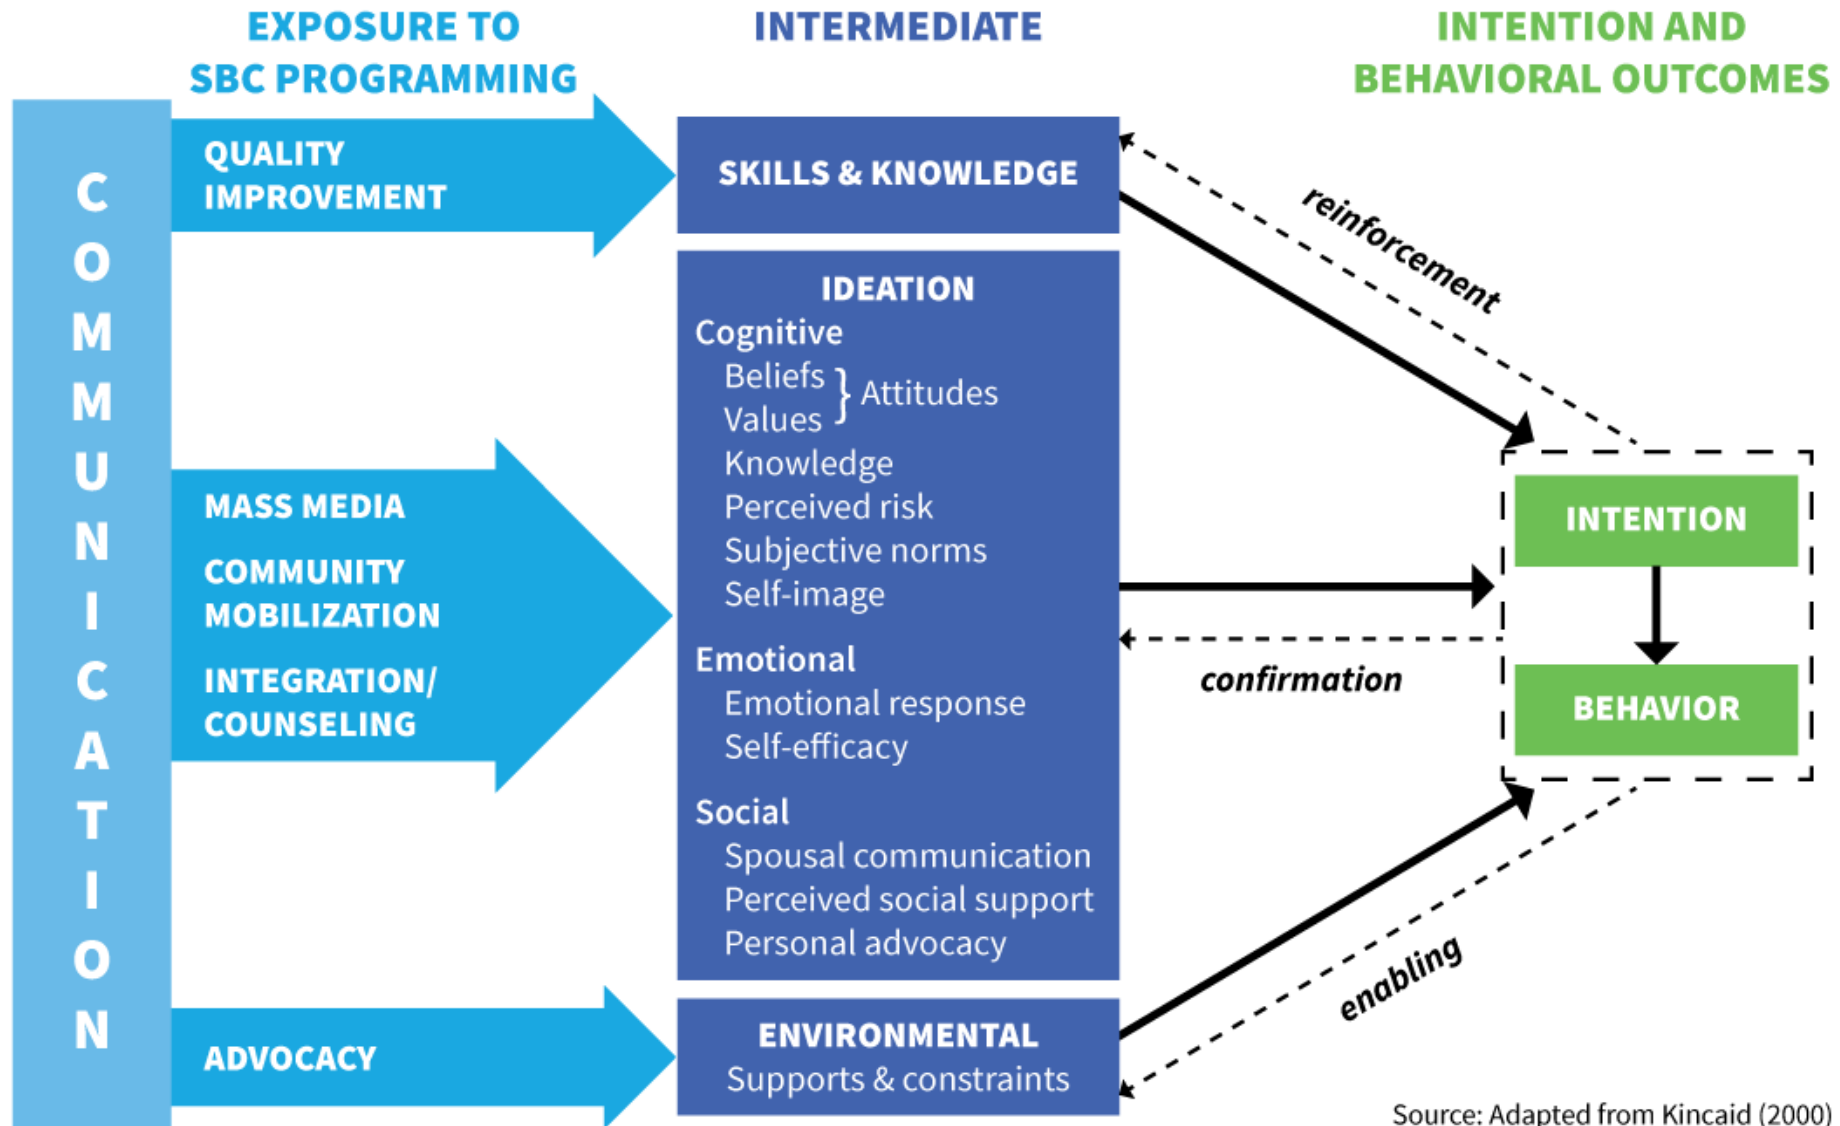 EXPOSURE TO
SBC PROGRAMMING
INTERMEDIATE
INTENTION AND
BEHAVIORAL OUTCOMES
COMMUNICATION
QUALITY
IMPROVEMENT
MASS MEDIA
COMMUNITY
MOBILIZATION
INTEGRATION/
COUNSELING
ADVOCACY
SKILLS & KNOWLEDGE
IDEATION
Cognitive
Beliefs
Values
} Attitudes
Knowledge
Perceived risk
Subjective norms
Self-image
Emotional
Emotional response
Self-efficacy
Social
Spousal communication
Perceived social support
Personal advocacy
ENVIRONMENTAL
Supports & constraints
reinforcement
confirmation
enabling
INTENTION
BEHAVIOR
Source: Adapted from Kincaid (2000)